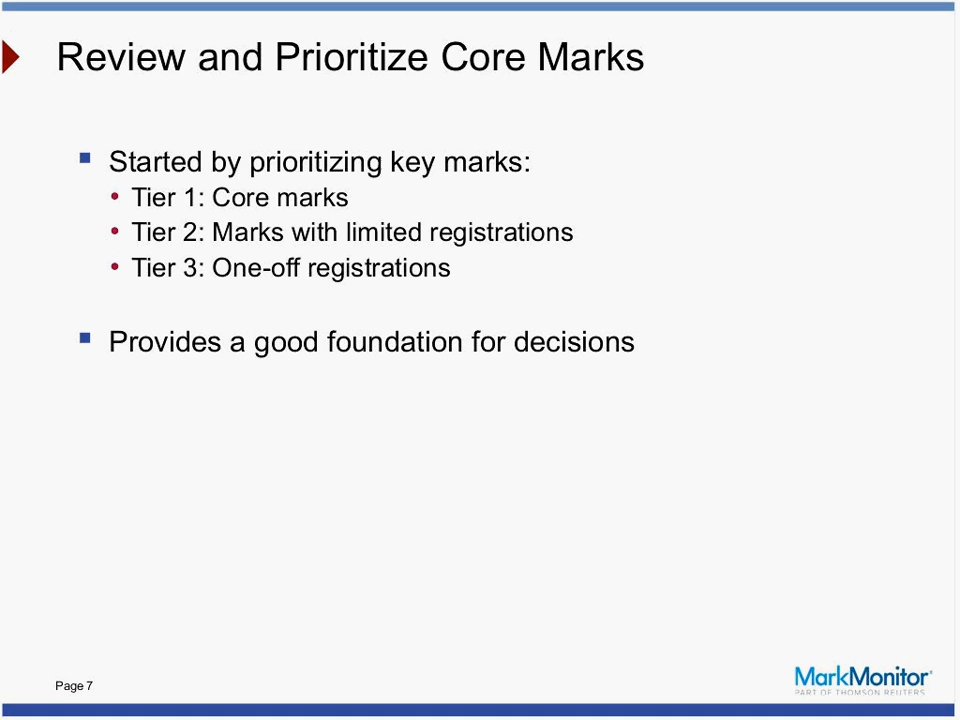 Review and Prioritize Core Marks
▪ Started by prioritizing key marks:
• Tier 1: Core marks
• Tier 2: Marks with limited registrations
• Tier 3: One-off registrations
▪ Provides a good foundation for decisions
Page 7
MarkMonitor®
PART OF THOMSON REUTERS